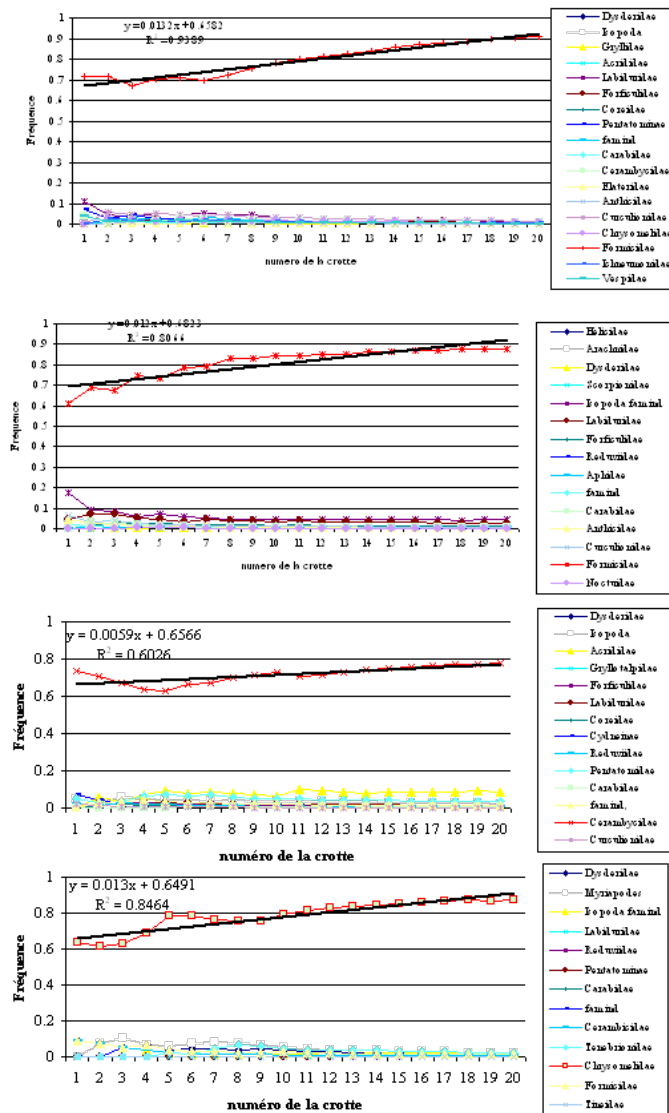 y = 0.0132x + 0.6582
R² = 0.9389
Fréquence
1
0.9
0.8
0.7
0.6
0.5
0.4
0.3
0.2
0.1
0
1 2 3 4 5 6 7 8 9 10 11 12 13 14 15 16 17 18 19 20
numero de la crotte
Dysderidae
Isopoda
Gryllidae
Acrididae
Labiduridae
Forficulidae
Coreidae
Pentatominae
famind
Carabidae
Cerambycidae
Elateridae
Anthicidae
Curculionidae
Chrysomelidae
Formicidae
Ichneumonidae
Vespidae
y = 0.013x + 0.6833
R² = 0.8066
Fréquence
1
0.9
0.8
0.7
0.6
0.5
0.4
0.3
0.2
0.1
0
1 2 3 4 5 6 7 8 9 10 11 12 13 14 15 16 17 18 19 20
numéro de la crotte
Helicidae
Arachnidae
Dysderidae
Scorpionidae
Isopoda famind
Labiduridae
Forficulidae
Reduviidae
Aphidae
famind
Carabidae
Anthicidae
Curculionidae
Formicidae
Noctuidae
y = 0.0059x + 0.6566
R² = 0.6026
Fréquence
1
0.8
0.6
0.4
0.2
0
1 2 3 4 5 6 7 8 9 10 11 12 13 14 15 16 17 18 19 20
numéro de la crotte
Dysderidae
Isopoda
Acrididae
Gryllotalpidae
Forficulidae
Labiduridae
Coreidae
Cydneinae
Reduviidae
Pentatomidae
Carabidae
famind,
Cerambycidae
Curculionidae
y = 0.013x + 0.6491
R² = 0.8464
Fréquence
1
0.8
0.6
0.4
0.2
0
1 2 3 4 5 6 7 8 9 10 11 12 13 14 15 16 17 18 19 20
numéro de la crotte
Dysderidae
Myriapodes
Isopoda famind
Labiduridae
Reduviidae
Pentatominae
Carabidae
famind
Cerambicidae
Tenebrionidae
Chrysomelidae
Formicidae
Tineidae